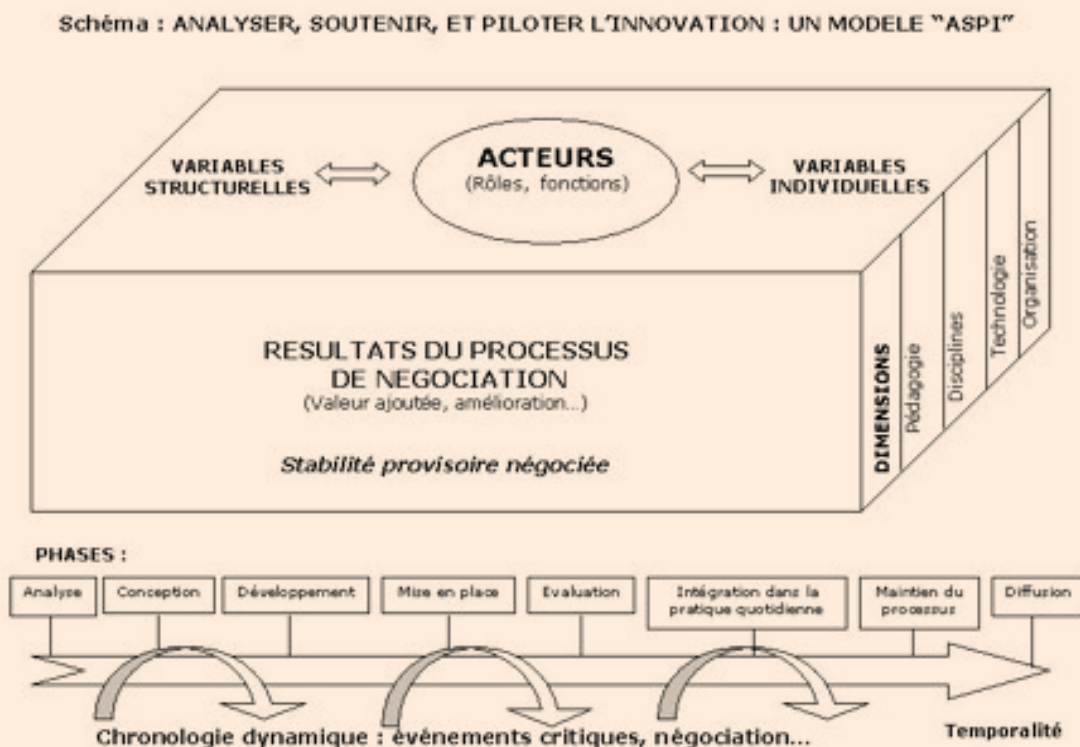 Schéma : ANALYSER, SOUTENIR, ET PILOTER L'INNOVATION : UN MODELE "ASPI"
VARIABLES
STRUCTURELLES
ACTEURS
(Rôles, fonctions)
VARIABLES
INDIVIDUELLES
RESULTATS DU PROCESSUS
DE NEGOCIATION
(Valeur ajoutée, amélioration...)
Stabilité provisoire négociée
DIMENSIONS
Pédagogie
Disciplines
Technologie
Organisation
PHASES :
Analyse
Conception
Développement
Mise en place
Evaluation
Intégration dans la
pratique quotidienne
Maintien du
processus
Diffusion
Chronologie dynamique : événements critiques, négociation...
Temporalité